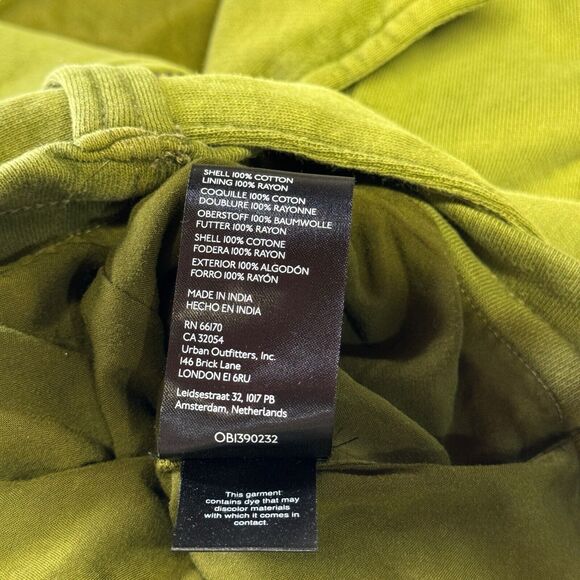 SHELL 100% COTTON
LINING 100% RAYON
COQUILLE 100% COTON
DOUBLURE 100% RAYONNE
OBERSTOFF 100% BAUMWOLLE
FUTTER 100% RAYON
SHELL 100% COTONE
FODERA 100% RAYON
EXTERIOR 100% ALGODÓN
FORRO 100% RAYÓN
MADE IN INDIA
HECHO EN INDIA
RN 66170
CA 32054
Urban Outfitters, Inc.
146 Brick Lane
LONDON E1 6RU
Leidsestraat 32, 1017 PB
Amsterdam, Netherlands
OB1390232
This garment
contains dye that may
discolor materials
with which it comes in
contact.